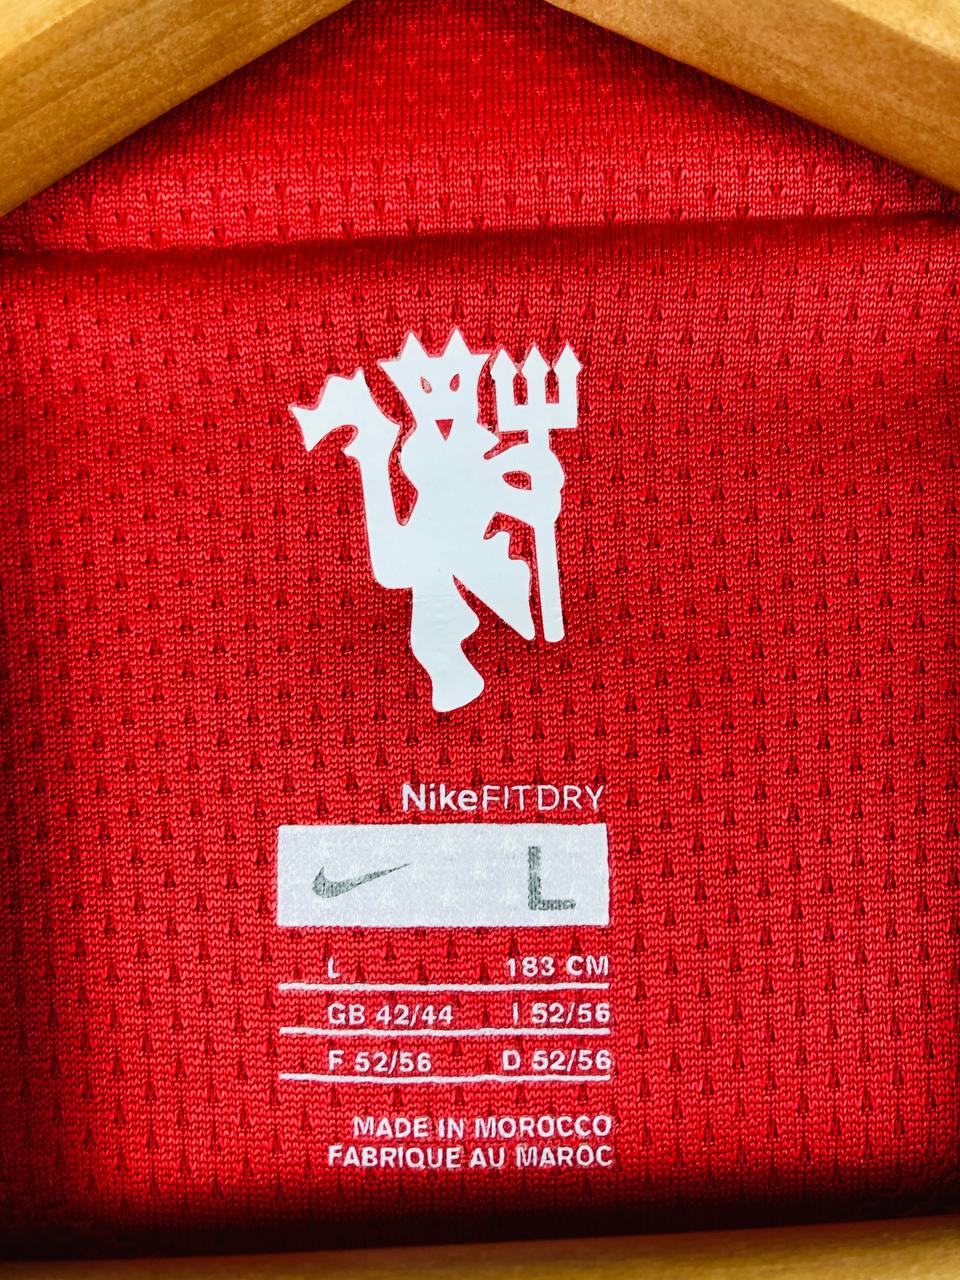 NikeFITDRY
L
L 183 CM
GB 42/44 I 52/56
F 52/56 D 52/56
MADE IN MOROCCO
FABRIQUE AU MAROC